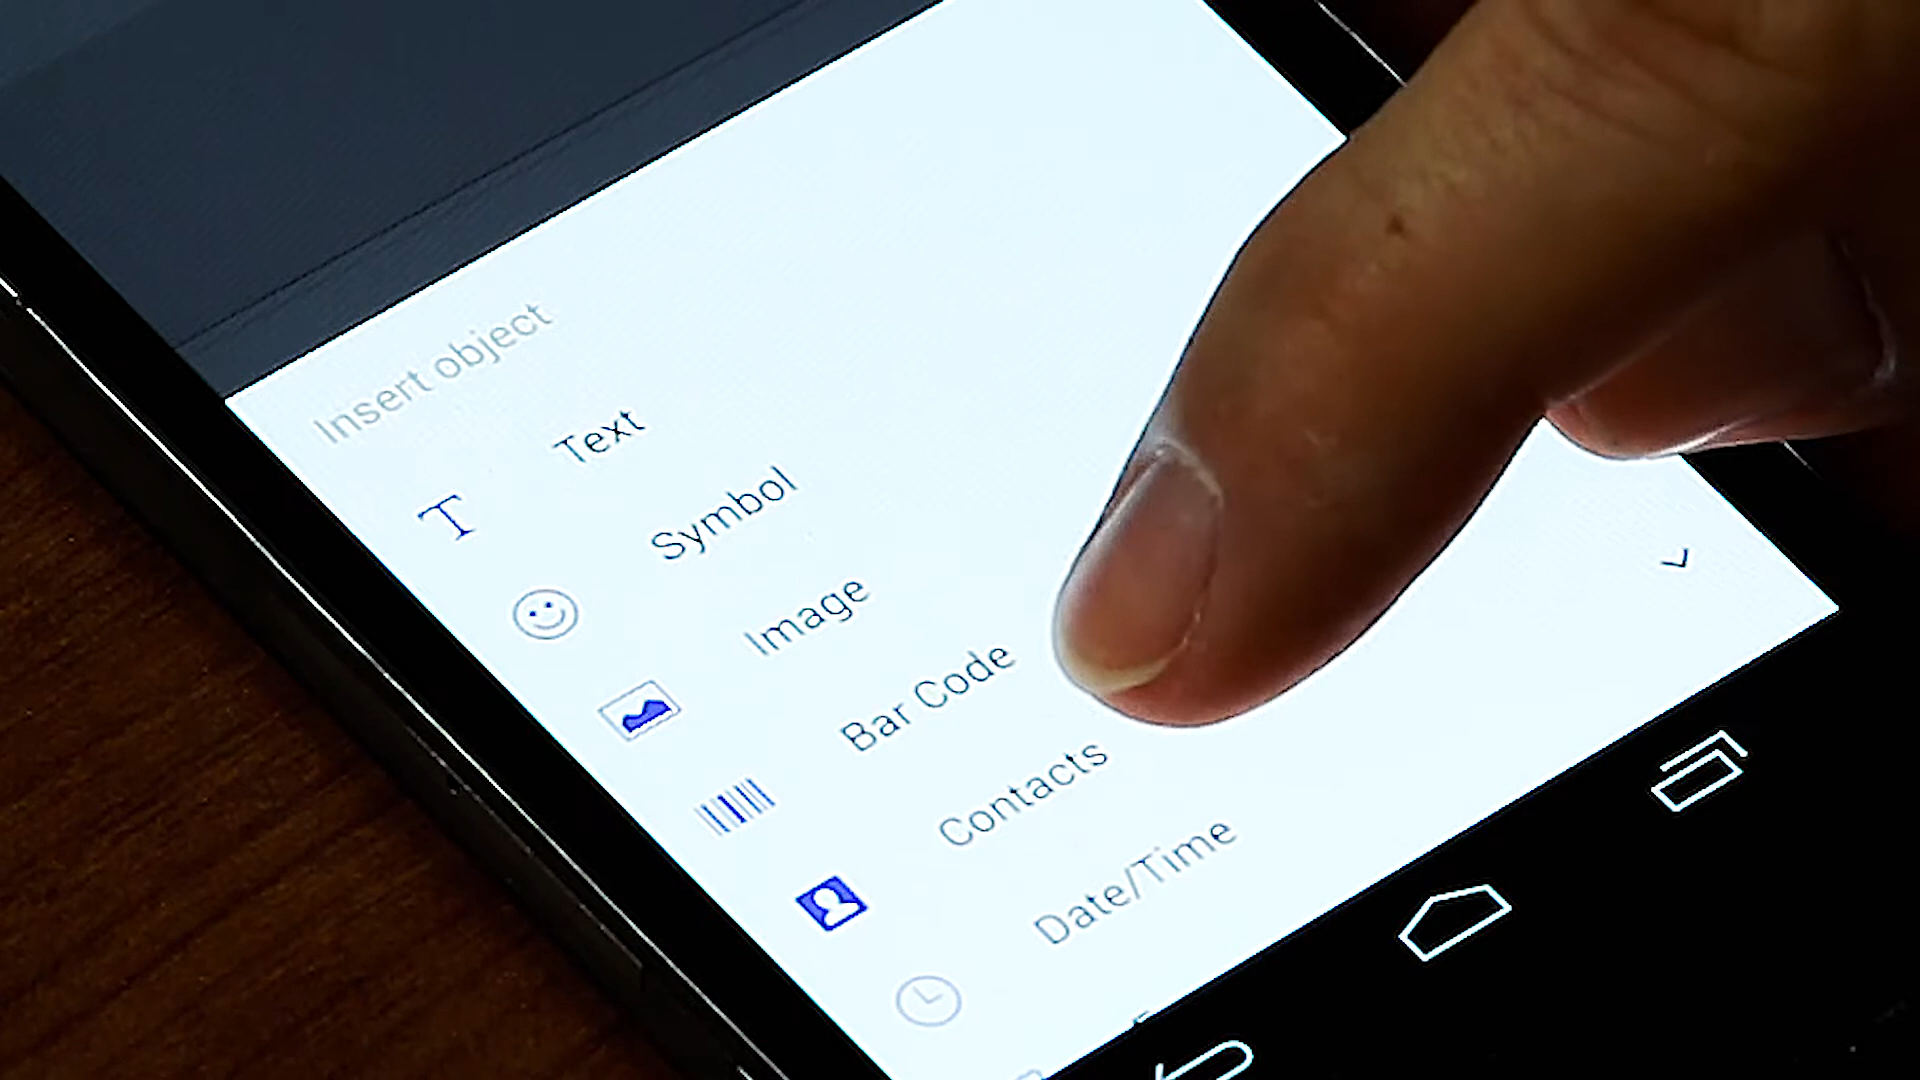 Insert object
Text
Symbol
Image
Bar Code
Contacts
Date/Time